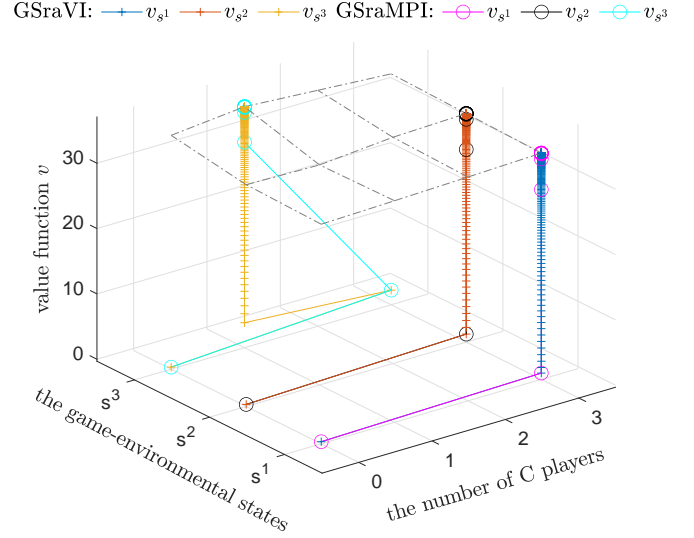 GSraVI: v_{s^1} v_{s^2} v_{s^3} GSraMPI: v_{s^1} v_{s^2} v_{s^3}
30
20
10
0
value function v
s^3
s^2
s^1
the game-environmental states
0
1
2
3
the number of C players